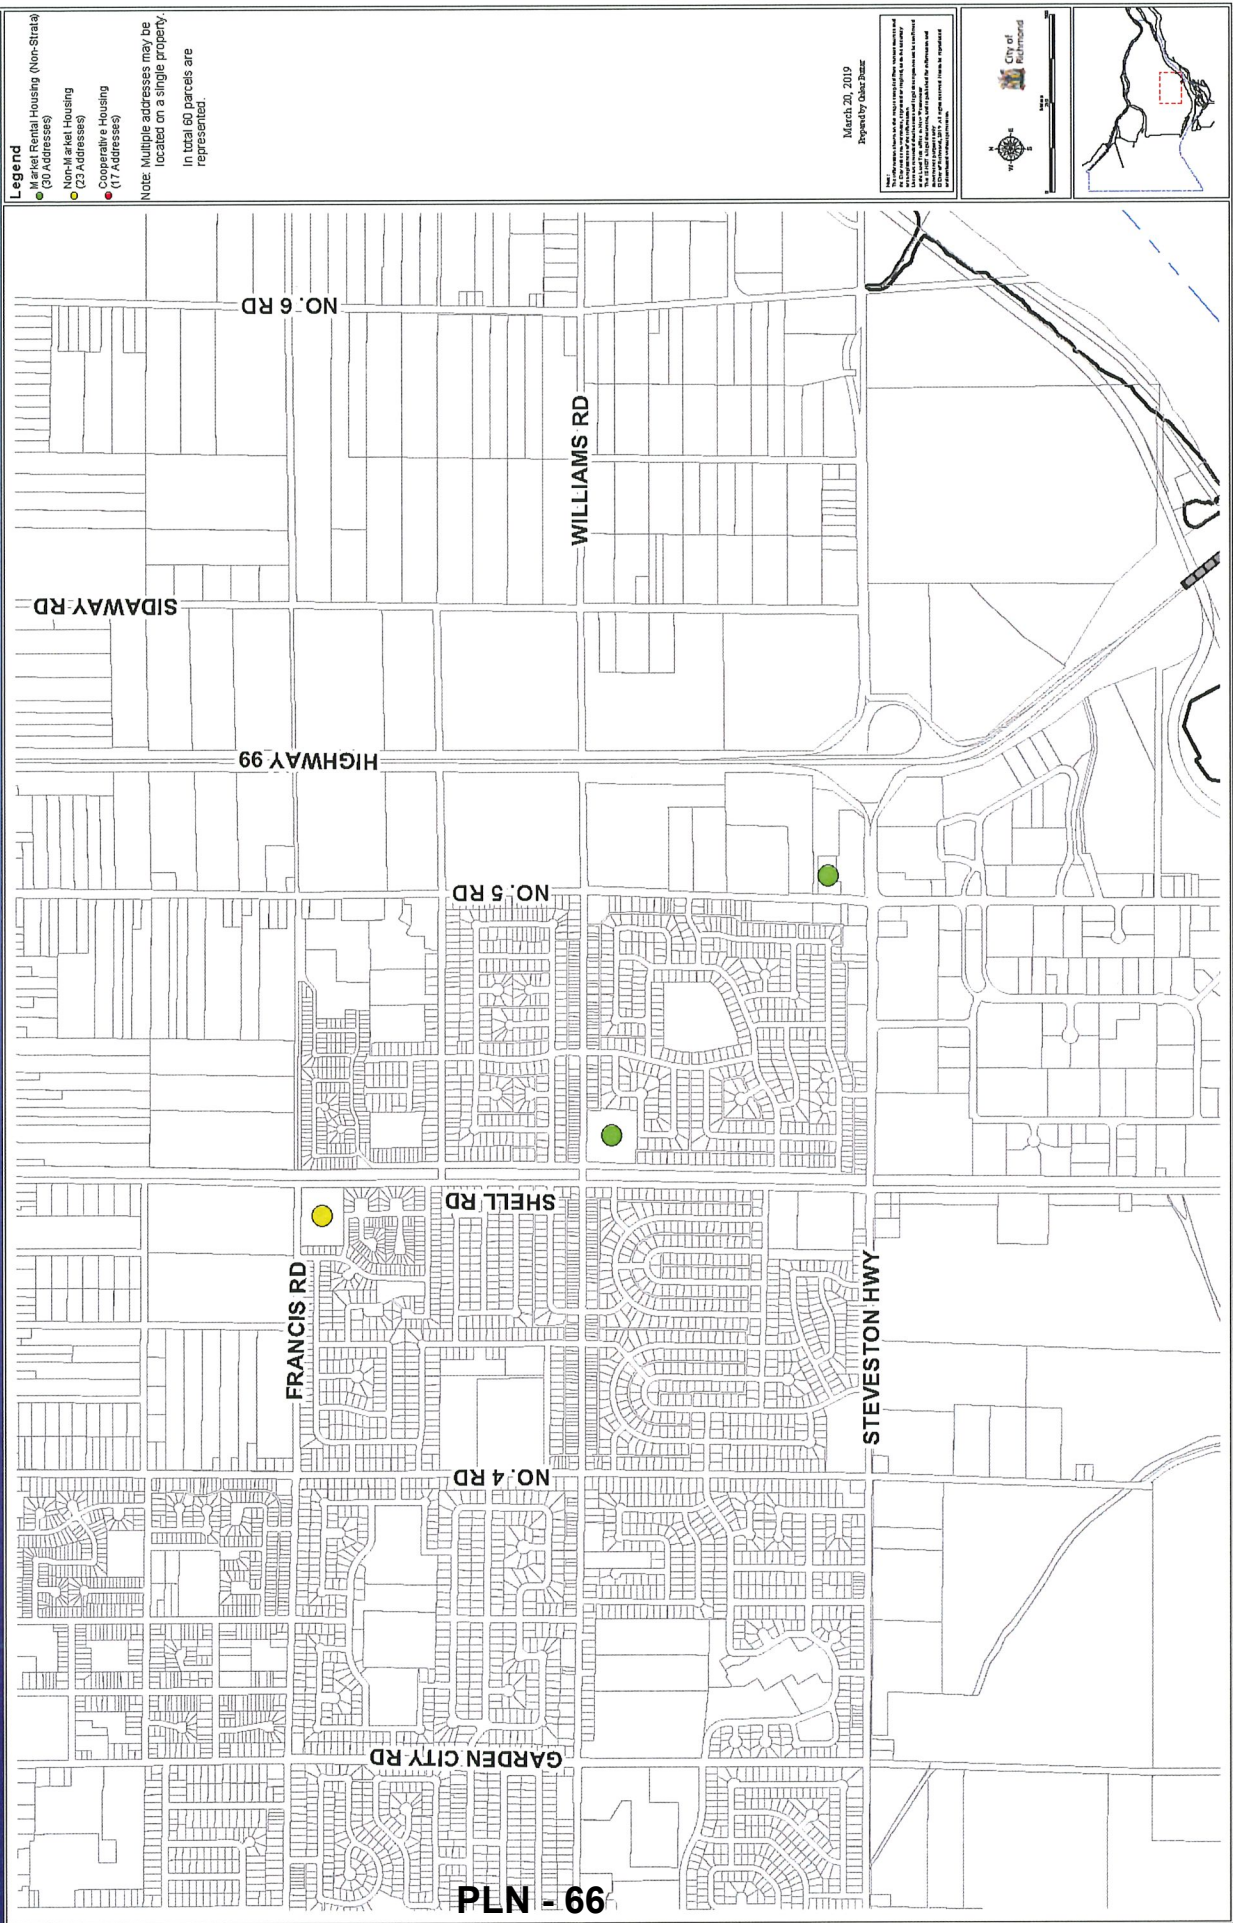 Legend
Market Rental Housing (Non-Strata)
(30 Addresses)
Non-Market Housing
(23 Addresses)
Cooperative Housing
(17 Addresses)
Note: Multiple addresses may be
located on a single property.
In total 60 parcels are
represented.
March 20, 2019
City of
Richmond
N
W
E
S
NO. 6 RD
WILLIAMS RD
SIDAWAY RD
HIGHWAY 99
NO. 5 RD
SHELL RD
FRANCIS RD
STEVESTON HWY
NO. 4 RD
GARDEN CITY RD
PLN - 66